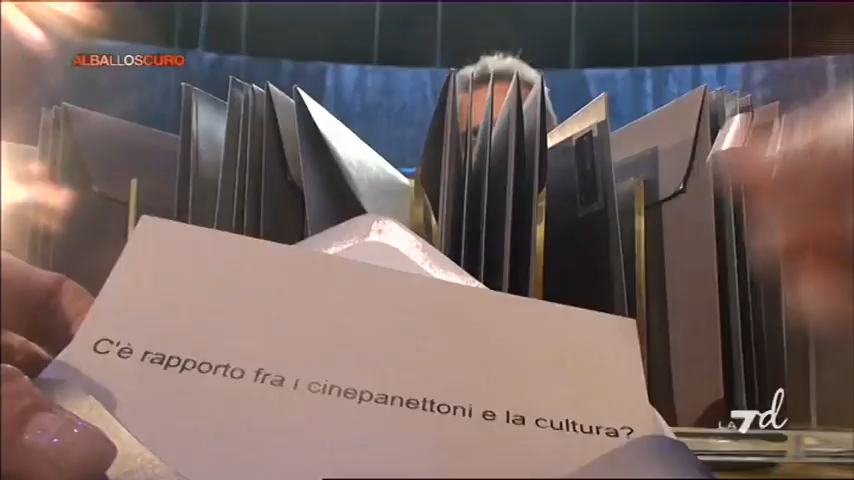 ALBALLOSCURO
C'è rapporto fra i cinepanettoni e la cultura?
LA7d